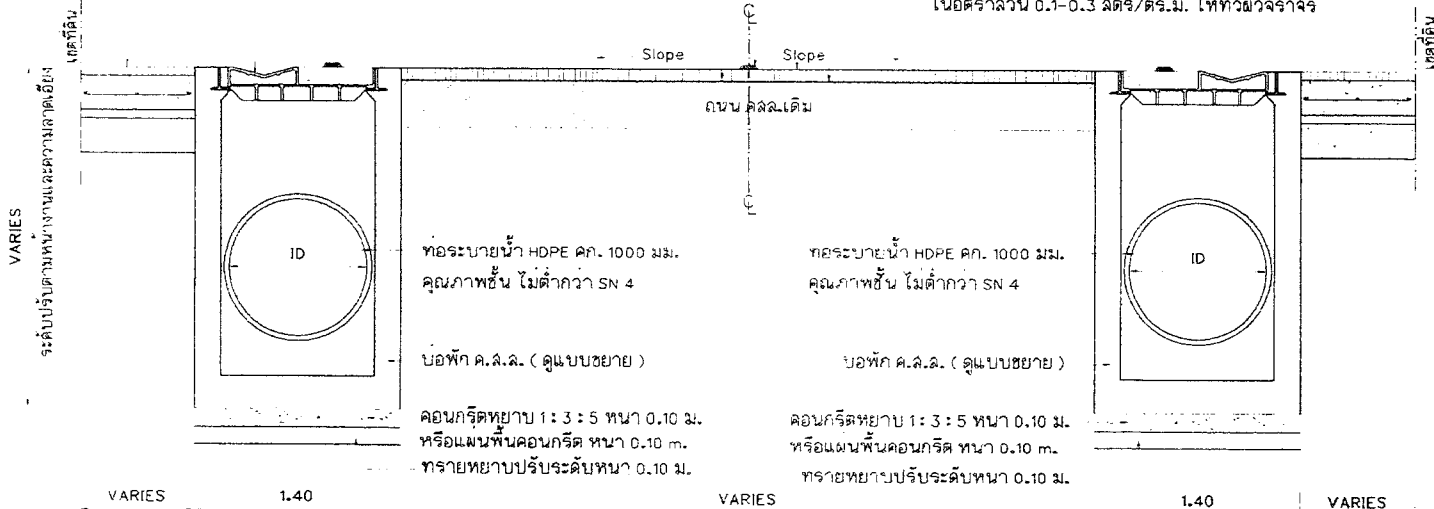 ในอัตราส่วน 0.1-0.3 ลิตร/ตร.ม. ให้ทั่วผิวจราจร
เขตที่ดิน
เขตที่ดิน
Slope
Slope
ถนน คสล.เดิม
VARIES
ระดับปรับตามหน้างานและความลาดเอียง
ID
ท่อระบายน้ำ HDPE ศก. 1000 มม.
คุณภาพชั้น ไม่ต่ำกว่า SN 4
ท่อระบายน้ำ HDPE ศก. 1000 มม.
คุณภาพชั้น ไม่ต่ำกว่า SN 4
ID
บ่อพัก ค.ส.ล. ( ดูแบบขยาย )
บ่อพัก ค.ส.ล. ( ดูแบบขยาย )
คอนกรีตหยาบ 1 : 3 : 5 หนา 0.10 ม.
หรือแผ่นพื้นคอนกรีต หนา 0.10 m.
ทรายหยาบปรับระดับหนา 0.10 ม.
คอนกรีตหยาบ 1 : 3 : 5 หนา 0.10 ม.
หรือแผ่นพื้นคอนกรีต หนา 0.10 m.
ทรายหยาบปรับระดับหนา 0.10 ม.
VARIES
1.40
VARIES
1.40
VARIES